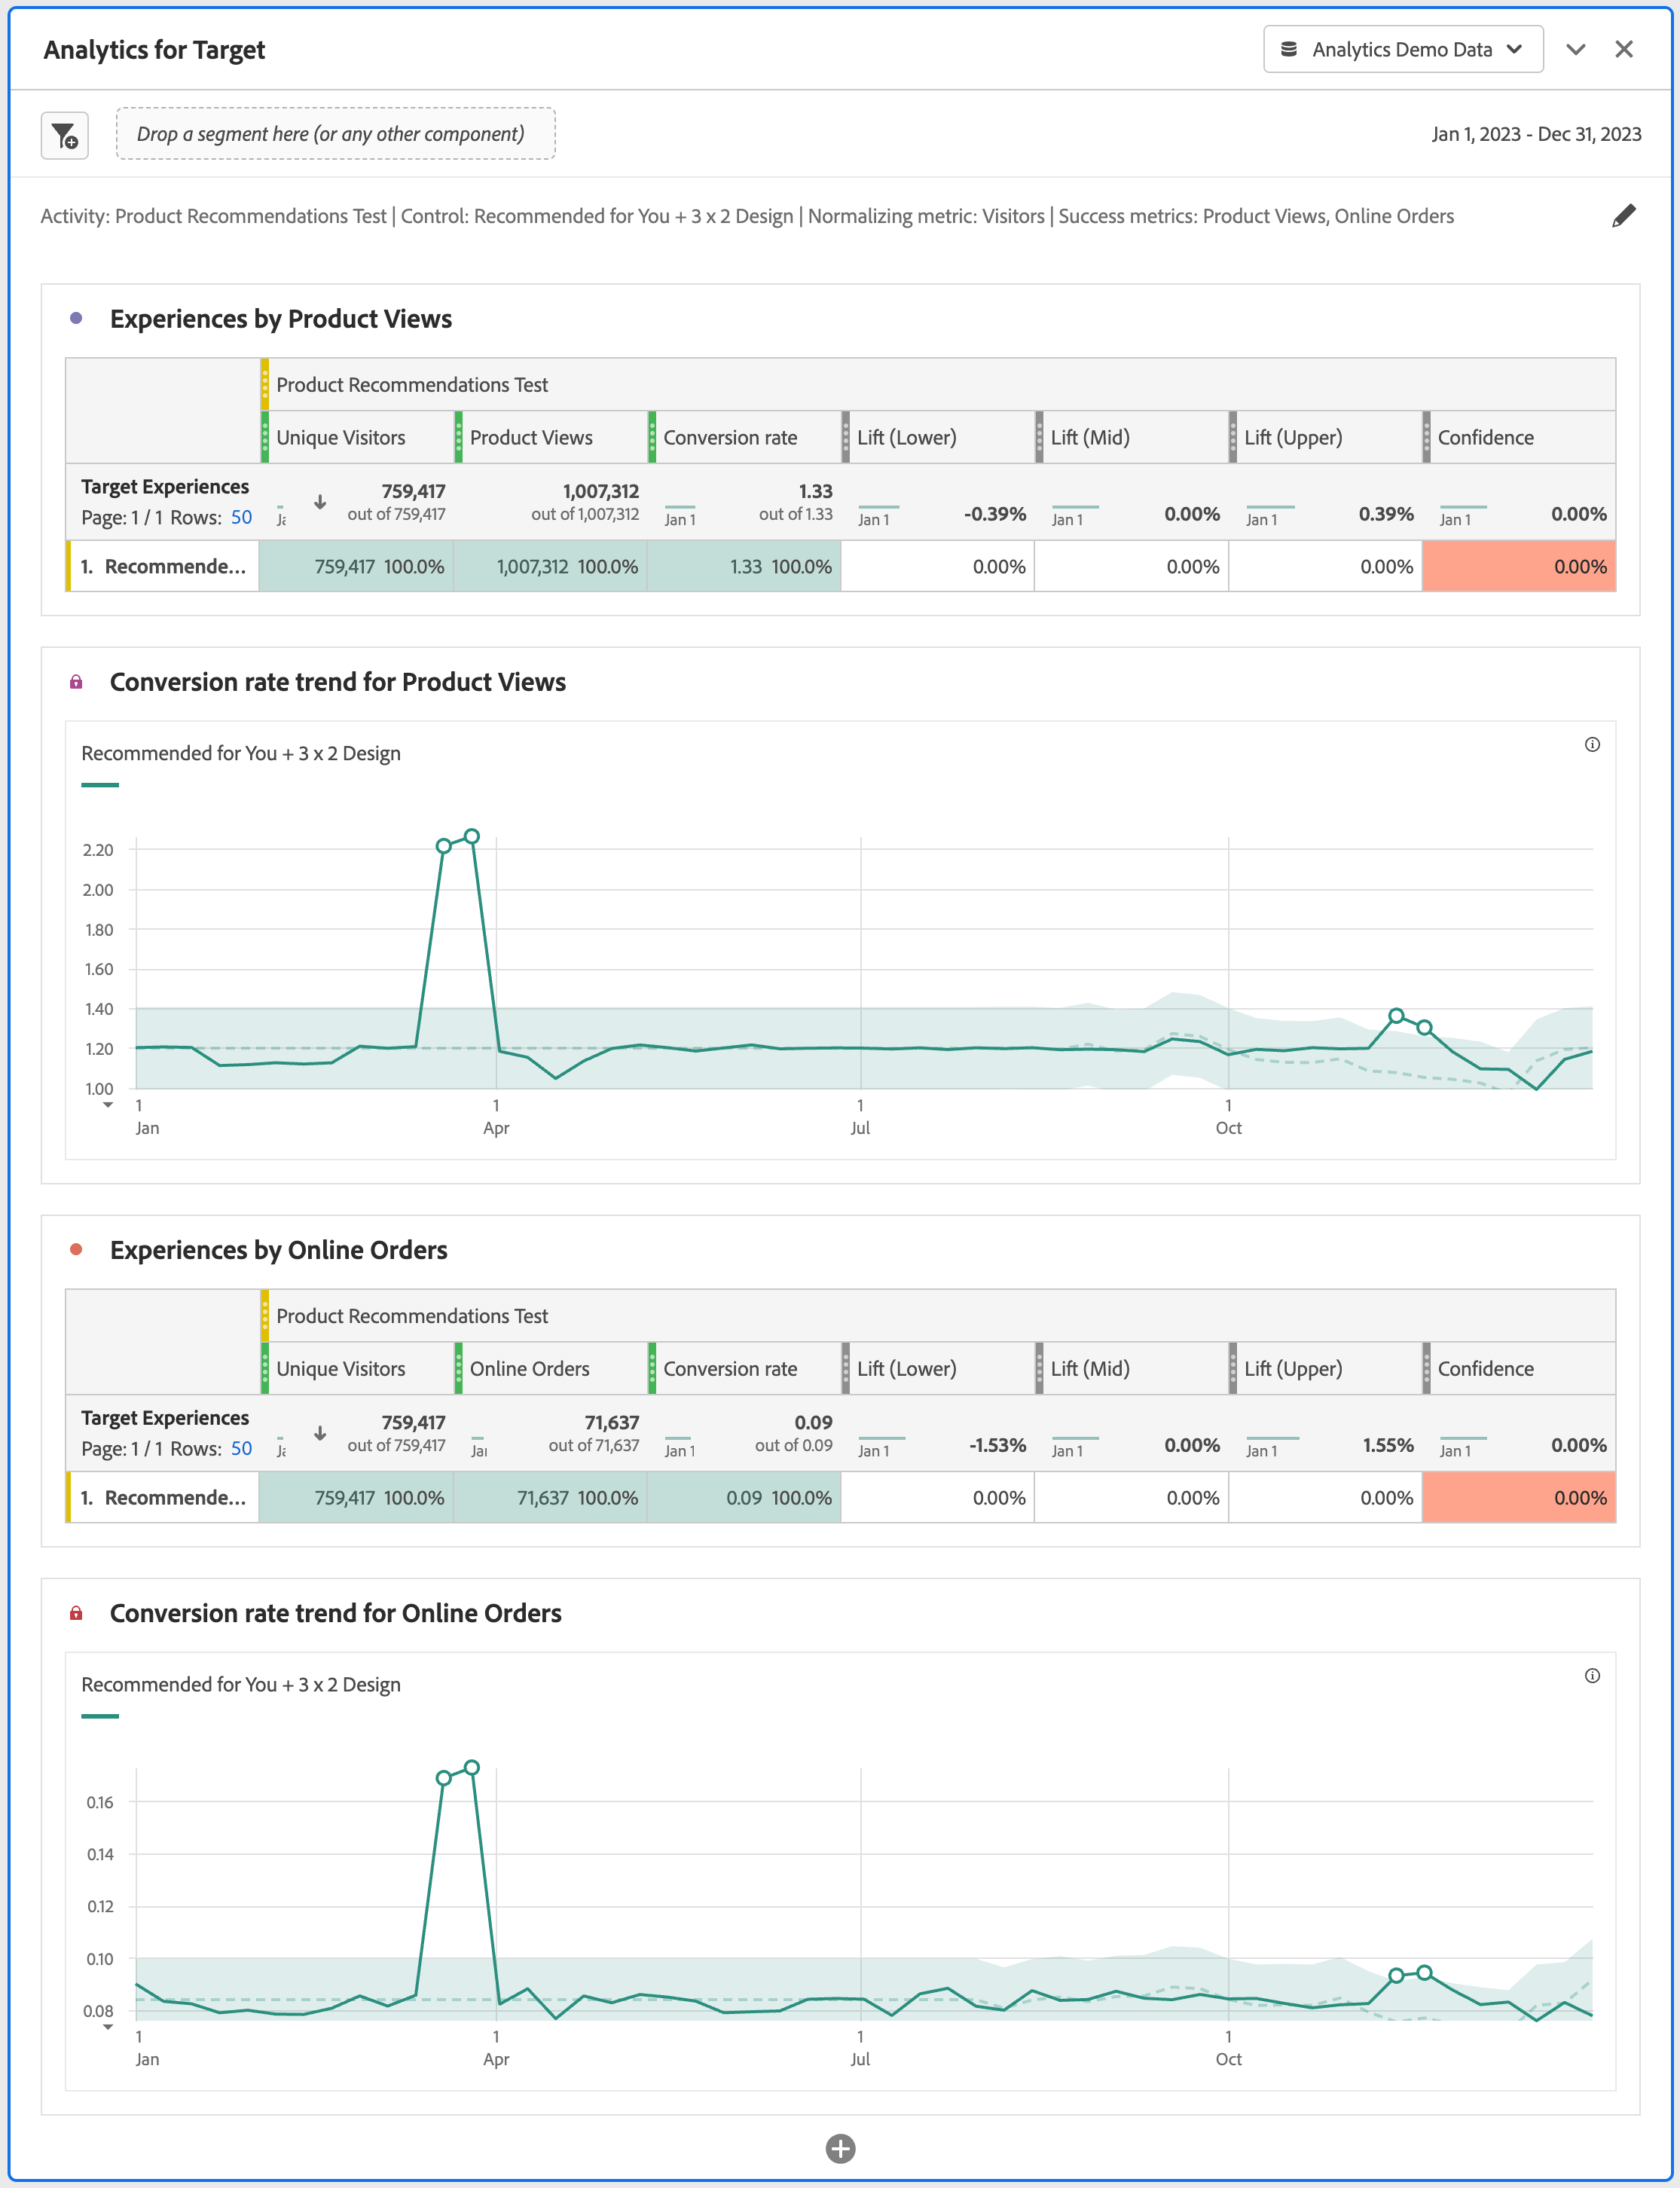 Analytics for Target
Analytics Demo Data
Drop a segment here (or any other component)
Jan 1, 2023 - Dec 31, 2023
Activity: Product Recommendations Test | Control: Recommended for You + 3 x 2 Design | Normalizing metric: Visitors | Success metrics: Product Views, Online Orders
Experiences by Product Views
Product Recommendations Test
Unique Visitors Product Views Conversion rate Lift (Lower) Lift (Mid) Lift (Upper) Confidence
Target Experiences 759,417 1,007,312 1.33
Page: 1 / 1 Rows: 50 out of 759,417 out of 1,007,312 Jan 1 out of 1.33 Jan 1 -0.39% Jan 1 0.00% Jan 1 0.39% Jan 1 0.00%
1. Recommende... 759,417 100.0% 1,007,312 100.0% 1.33 100.0% 0.00% 0.00% 0.00% 0.00%
Conversion rate trend for Product Views
Recommended for You + 3 x 2 Design
2.20
2.00
1.80
1.60
1.40
1.20
1.00
1 1 1 1
Jan Apr Jul Oct
Experiences by Online Orders
Product Recommendations Test
Unique Visitors Online Orders Conversion rate Lift (Lower) Lift (Mid) Lift (Upper) Confidence
Target Experiences 759,417 71,637 0.09
Page: 1 / 1 Rows: 50 out of 759,417 out of 71,637 Jan 1 out of 0.09 Jan 1 -1.53% Jan 1 0.00% Jan 1 1.55% Jan 1 0.00%
1. Recommende... 759,417 100.0% 71,637 100.0% 0.09 100.0% 0.00% 0.00% 0.00% 0.00%
Conversion rate trend for Online Orders
Recommended for You + 3 x 2 Design
0.16
0.14
0.12
0.10
0.08
1 1 1 1
Jan Apr Jul Oct